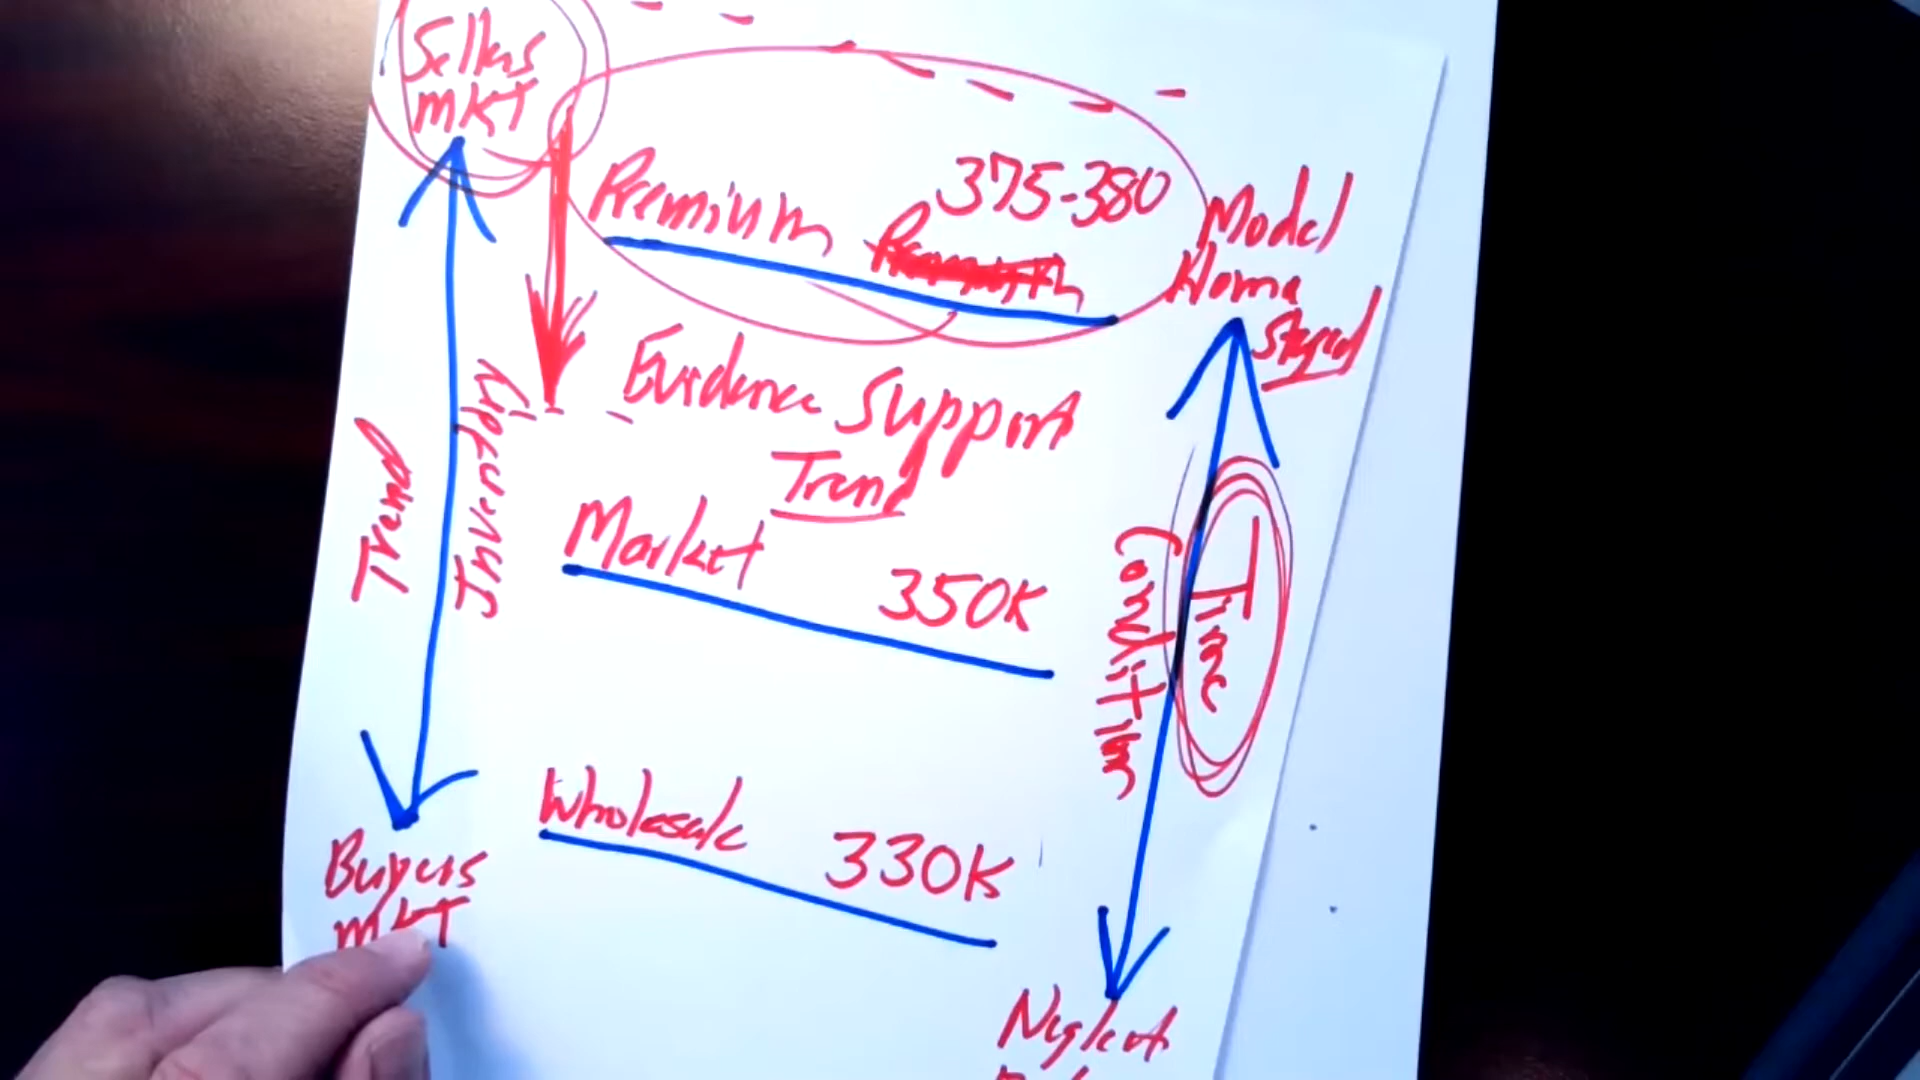 Sellers
MKT
Premium 375-380
Model
Home
Staged
Evidence Support
Trend
Trend
Inventory
Market 350K
Condition
Time
Wholesale 330K
Buyers
MKT
Neglect